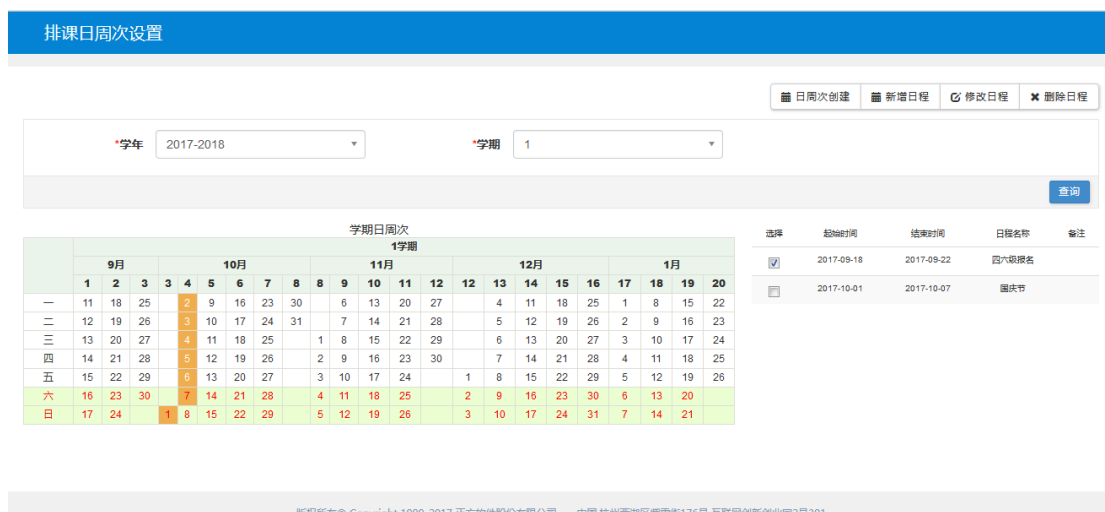 排课日周次设置
日周次创建 新增日程 修改日程 删除日程
*学年 2017-2018 *学期 1
查询
学期日周次
1学期
9月 10月 11月 12月 1月
1 2 3 3 4 5 6 7 8 8 9 10 11 12 12 13 14 15 16 17 18 19 20
一 11 18 25 2 9 16 23 30 6 13 20 27 4 11 18 25 1 8 15 22
二 12 19 26 3 10 17 24 31 7 14 21 28 5 12 19 26 2 9 16 23
三 13 20 27 4 11 18 25 1 8 15 22 29 6 13 20 27 3 10 17 24
四 14 21 28 5 12 19 26 2 9 16 23 30 7 14 21 28 4 11 18 25
五 15 22 29 6 13 20 27 3 10 17 24 1 8 15 22 29 5 12 19 26
六 16 23 30 7 14 21 28 4 11 18 25 2 9 16 23 30 6 13 20
日 17 24 1 8 15 22 29 5 12 19 26 3 10 17 24 31 7 14 21
选择 起始时间 结束时间 日程名称 备注
2017-09-18 2017-09-22 四六级报名
2017-10-01 2017-10-07 国庆节